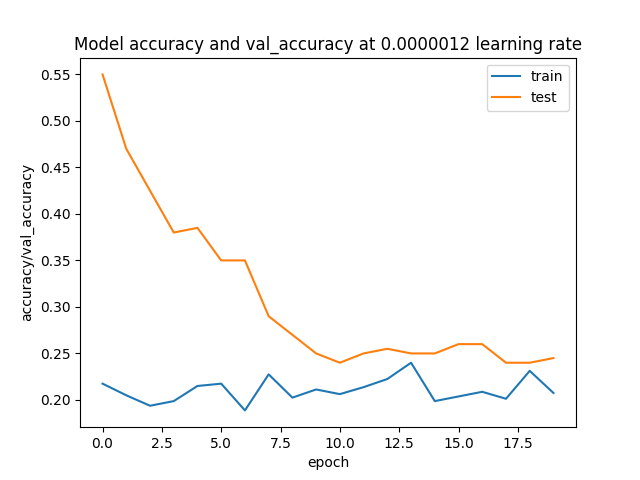 Model accuracy and val_accuracy at 0.0000012 learning rate
train
test
accuracy/val_accuracy
0.55
0.50
0.45
0.40
0.35
0.30
0.25
0.20
0.0 2.5 5.0 7.5 10.0 12.5 15.0 17.5
epoch